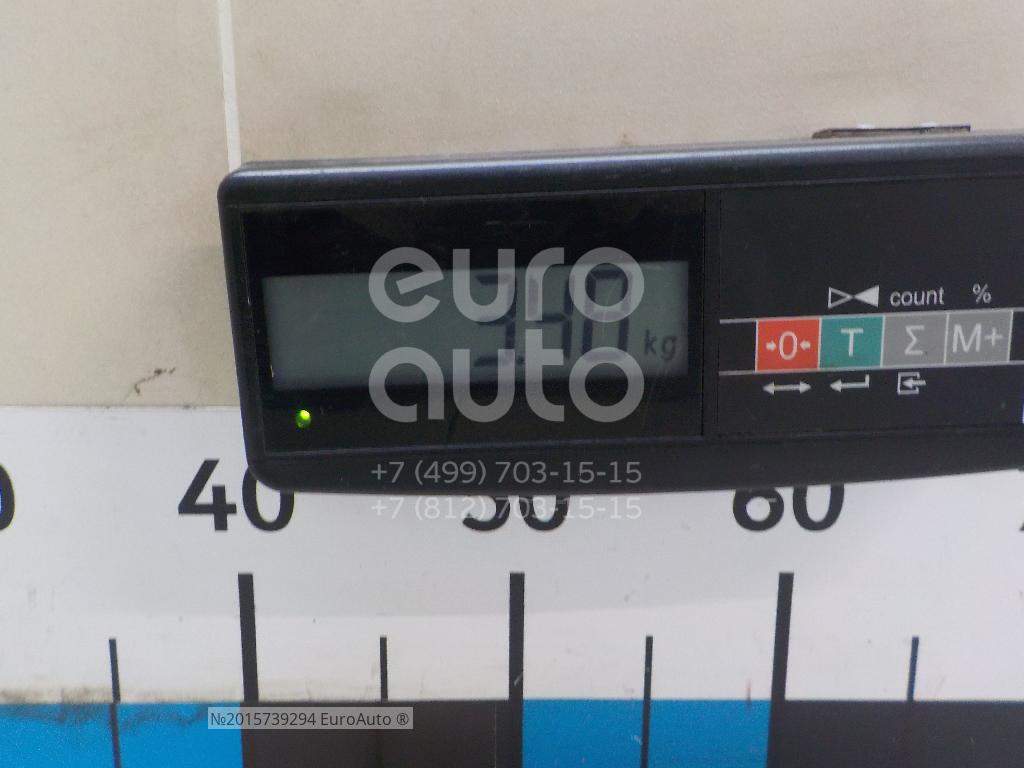 euro
auto
kg
count %
→0← T Σ M+
+7 (499) 703-15-15
+7 (812) 703-15-15
40 50 60
№2015739294 EuroAuto ®